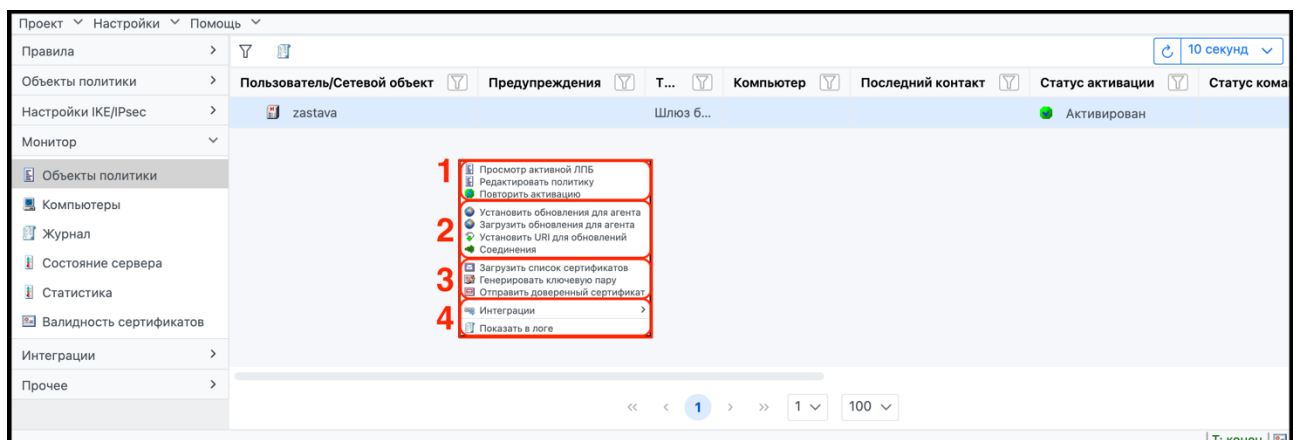 Проект Настройки Помощь
Правила
10 секунд
Объекты политики
Пользователь/Сетевой объект Предупреждения Т... Компьютер Последний контакт Статус активации Статус кома
Настройки IKE/IPsec
zastava Шлюз б... Активирован
Монитор
Объекты политики
Компьютеры
Журнал
Состояние сервера
Статистика
Валидность сертификатов
Интеграции
Прочее
1
Просмотр активной ЛПБ
Редактировать политику
Повторить активацию
2
Установить обновления для агента
Загрузить обновления для агента
Установить URI для обновлений
Соединения
3
Загрузить список сертификатов
Генерировать ключевую пару
Отправить доверенный сертификат
4
Интеграции
Показать в логе
<< < 1 > >> 1 100